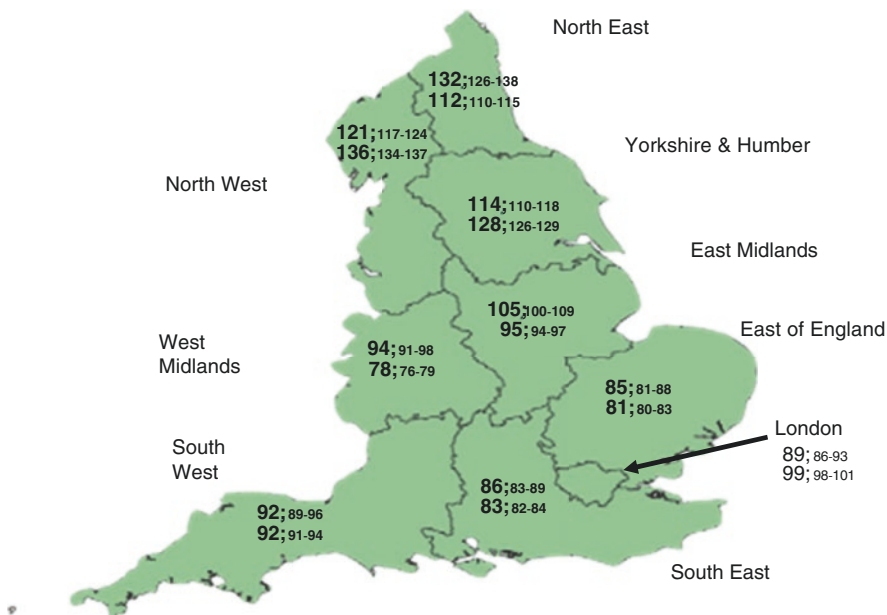 North East
132;126-138
112;110-115
121;117-124
136;134-137
Yorkshire & Humber
North West
114;110-118
128;126-129
East Midlands
105;100-109
95;94-97
East of England
West
Midlands
94;91-98
78;76-79
85;81-88
81;80-83
London
89;86-93
99;98-101
South
West
86;83-89
83;82-84
92;89-96
92;91-94
South East